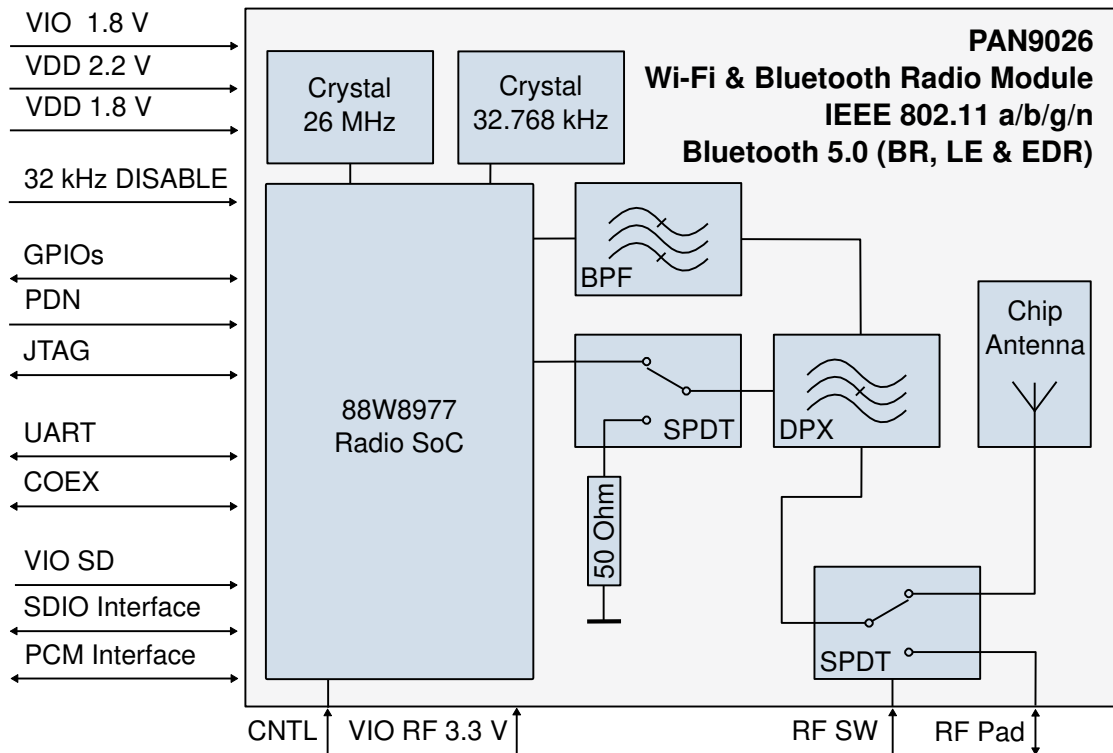 VIO 1.8 V
VDD 2.2 V
VDD 1.8 V
32 kHz DISABLE
GPIOs
PDN
JTAG
UART
COEX
VIO SD
SDIO Interface
PCM Interface
Crystal
26 MHz
Crystal
32.768 kHz
PAN9026
Wi-Fi & Bluetooth Radio Module
IEEE 802.11 a/b/g/n
Bluetooth 5.0 (BR, LE & EDR)
BPF
88W8977
Radio SoC
SPDT
DPX
Chip
Antenna
50 Ohm
SPDT
CNTL
VIO RF 3.3 V
RF SW
RF Pad